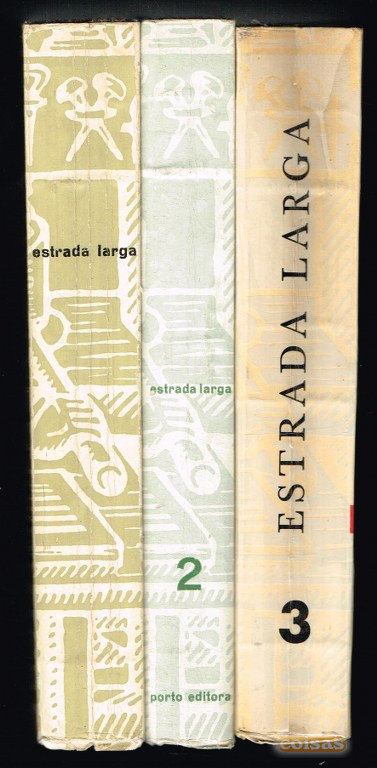 estrada larga
estrada larga
2
porto editora
ESTRADA LARGA
3
coisas